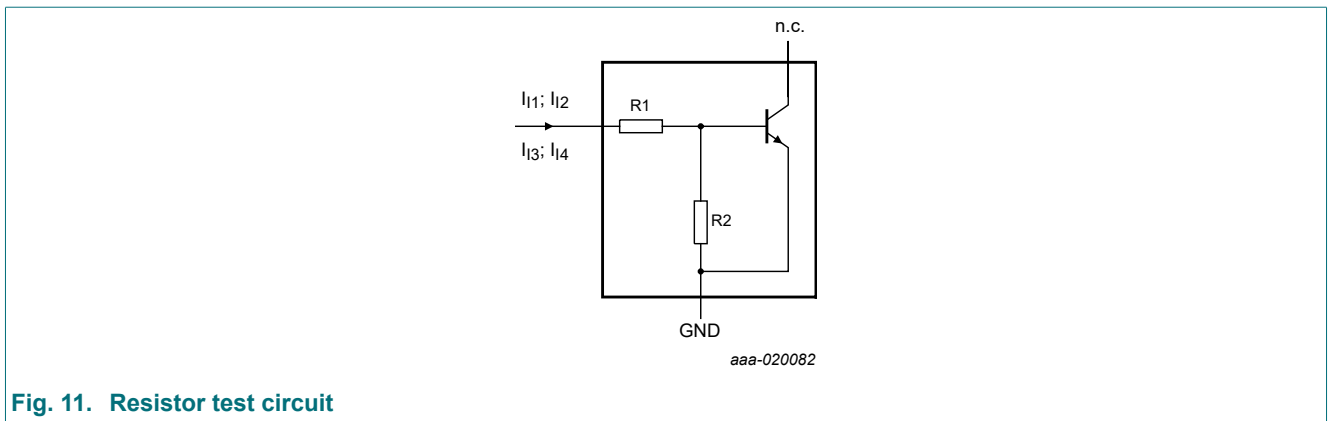 n.c.
I_I1; I_I2
R1
I_I3; I_I4
R2
GND
aaa-020082
Fig. 11. Resistor test circuit